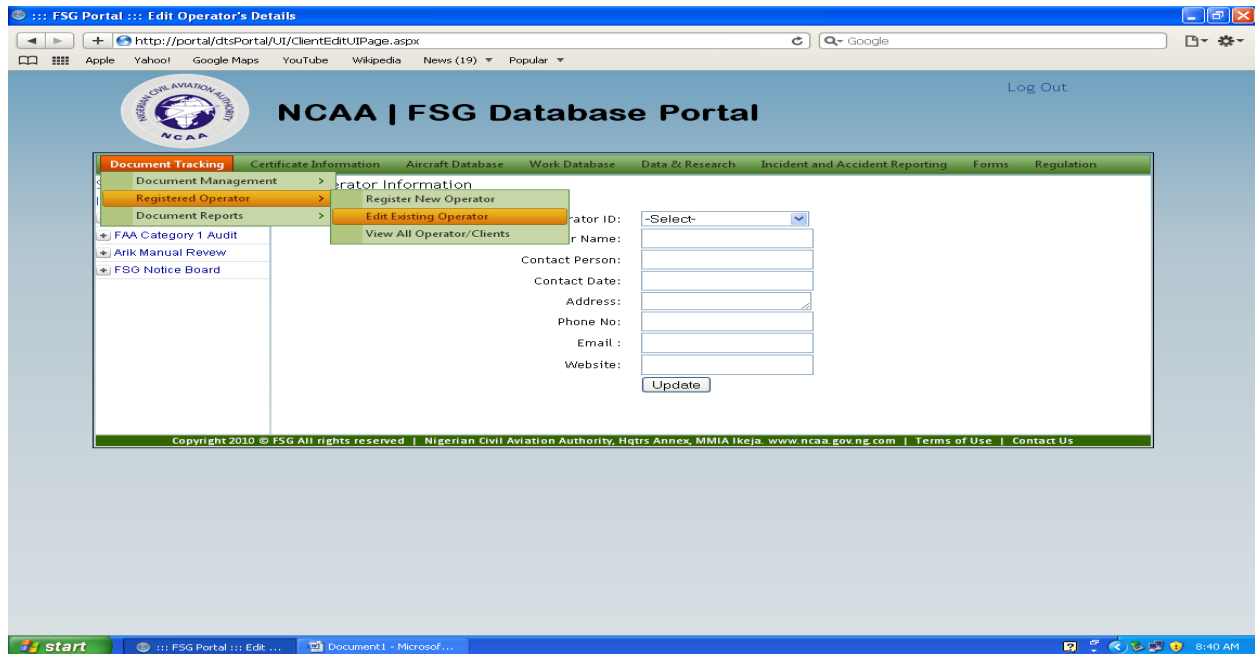 ::: FSG Portal ::: Edit Operator's Details
http://portal/dtsPortal/UI/ClientEditUIPage.aspx
Google
Apple Yahoo! Google Maps YouTube Wikipedia News (19) Popular
Log Out
NIGERIAN CIVIL AVIATION AUTHORITY
NCAA
NCAA | FSG Database Portal
Document Tracking Certificate Information Aircraft Database Work Database Data & Research Incident and Accident Reporting Forms Regulation
Document Management >
Registered Operator >
Document Reports >
Register New Operator
Edit Existing Operator
View All Operator/Clients
erator Information
FAA Category 1 Audit
Arik Manual Revew
FSG Notice Board
rator ID: -Select-
r Name:
Contact Person:
Contact Date:
Address:
Phone No:
Email :
Website:
Update
Copyright 2010 © FSG All rights reserved | Nigerian Civil Aviation Authority, Hqtrs Annex, MMIA Ikeja. www.ncaa.gov.ng.com | Terms of Use | Contact Us
start ::: FSG Portal ::: Edit ... Document1 - Microsof... 8:40 AM